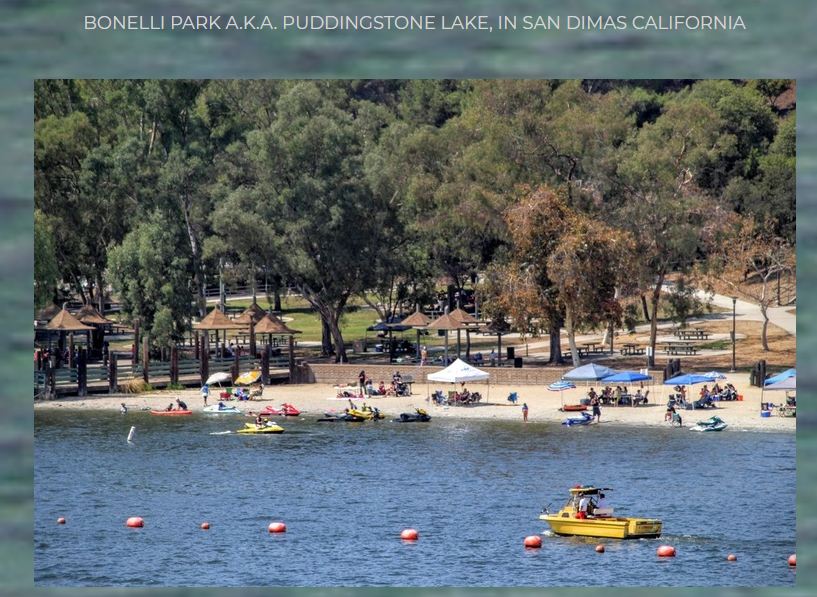 BONELLI PARK A.K.A. PUDDINGSTONE LAKE, IN SAN DIMAS CALIFORNIA